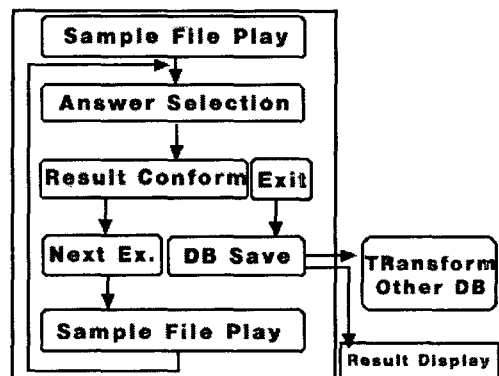 Sample File Play
Answer Selection
Result Conform
Exit
Next Ex.
DB Save
TRansform
Other DB
Sample File Play
Result Display